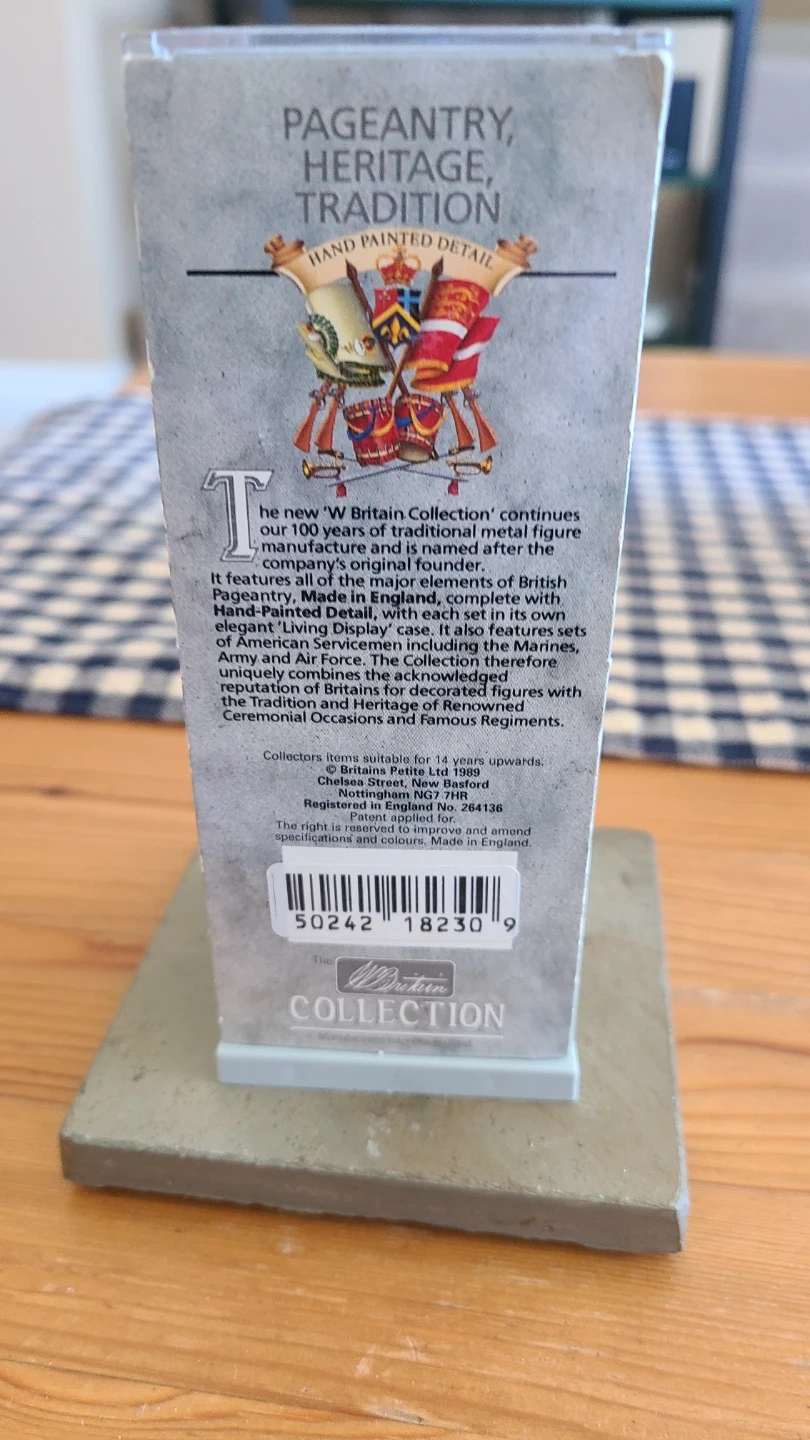 PAGEANTRY,
HERITAGE,
TRADITION
HAND PAINTED DETAIL
The new 'W Britain Collection' continues
our 100 years of traditional metal figure
manufacture and is named after the
company's original founder.
It features all of the major elements of British
Pageantry, Made in England, complete with
Hand-Painted Detail, with each set in its own
elegant 'Living Display' case. It also features sets
of American Servicemen including the Marines,
Army and Air Force. The Collection therefore
uniquely combines the acknowledged
reputation of Britains for decorated figures with
the Tradition and Heritage of Renowned
Ceremonial Occasions and Famous Regiments.
Collectors items suitable for 14 years upwards.
© Britains Petite Ltd 1989
Chelsea Street, New Basford
Nottingham NG7 7HR
Registered in England No. 264136
Patent applied for.
The right is reserved to improve and amend
specifications and colours. Made in England.
50242 18230 9
The
WBritain
COLLECTION